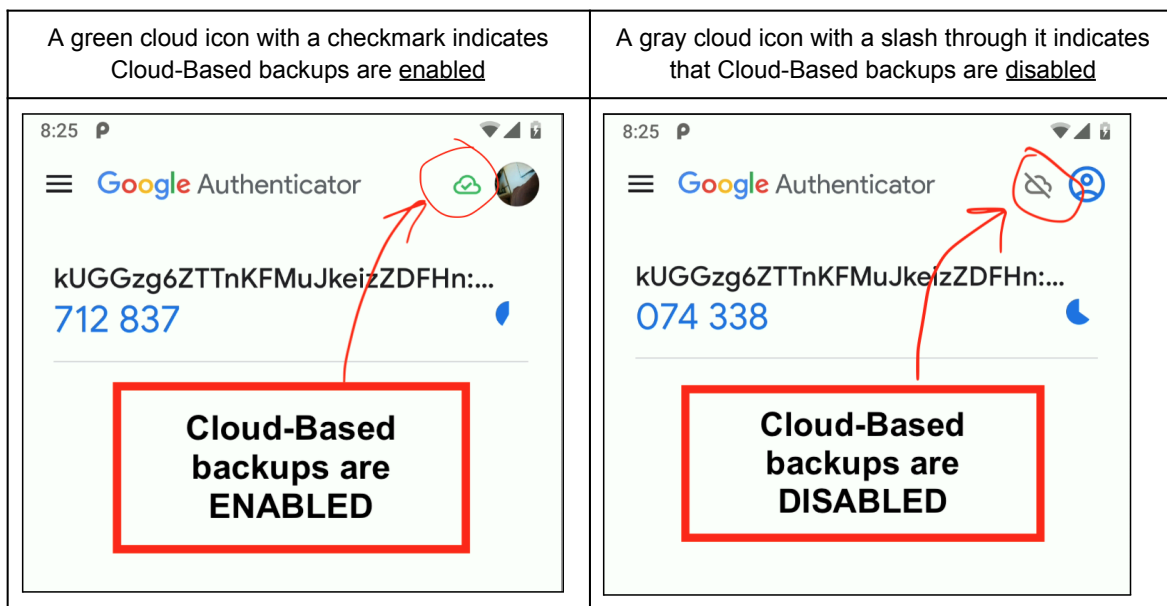 A green cloud icon with a checkmark indicates
Cloud-Based backups are enabled
A gray cloud icon with a slash through it indicates
that Cloud-Based backups are disabled
8:25
Google Authenticator
kUGGzg6ZTTnKFMuJkeizZDFHn:...
712 837
Cloud-Based
backups are
ENABLED
8:25
Google Authenticator
kUGGzg6ZTTnKFMuJkeizZDFHn:...
074 338
Cloud-Based
backups are
DISABLED